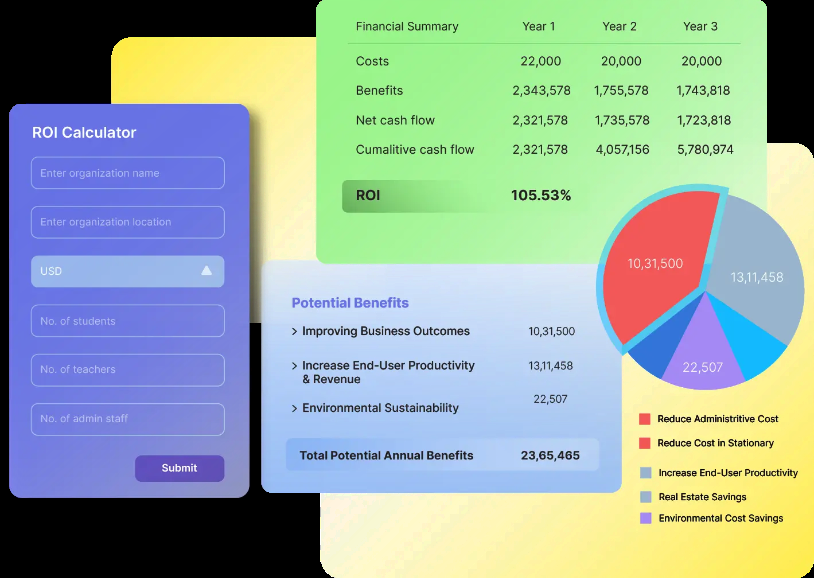 ROI Calculator
Enter organization name
Enter organization location
USD
No. of students
No. of teachers
No. of admin staff
Submit
Financial Summary Year 1 Year 2 Year 3
Costs 22,000 20,000 20,000
Benefits 2,343,578 1,755,578 1,743,818
Net cash flow 2,321,578 1,735,578 1,723,818
Cumalitive cash flow 2,321,578 4,057,156 5,780,974
ROI 105.53%
Potential Benefits
Improving Business Outcomes 10,31,500
Increase End-User Productivity 13,11,458
& Revenue
Environmental Sustainability 22,507
Total Potential Annual Benefits 23,65,465
10,31,500
13,11,458
22,507
Reduce Administritive Cost
Reduce Cost in Stationary
Increase End-User Productivity
Real Estate Savings
Environmental Cost Savings